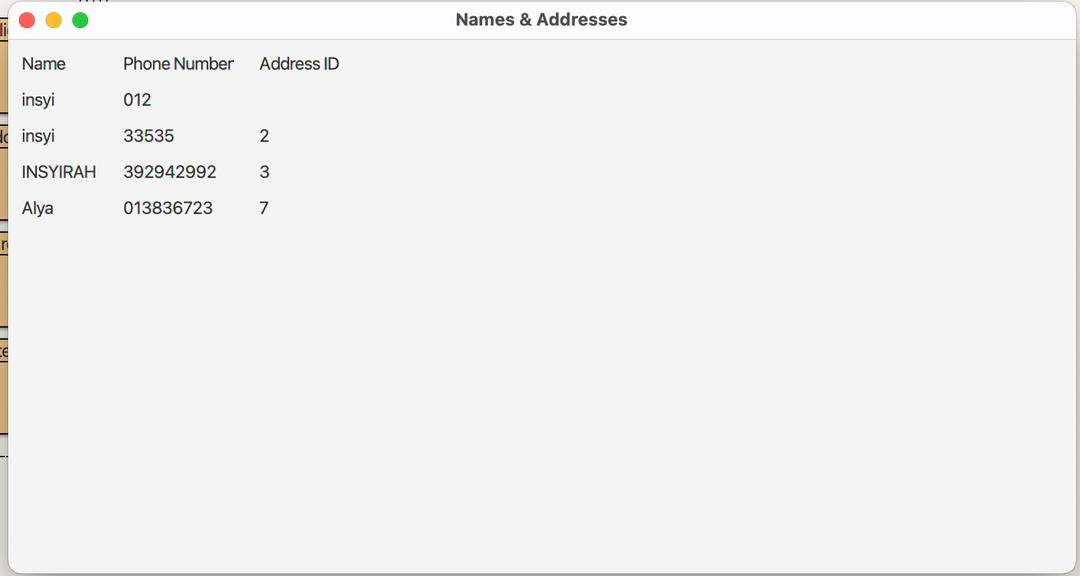 Names & Addresses
Name Phone Number Address ID
insyi 012
insyi 33535 2
INSYIRAH 392942992 3
Alya 013836723 7